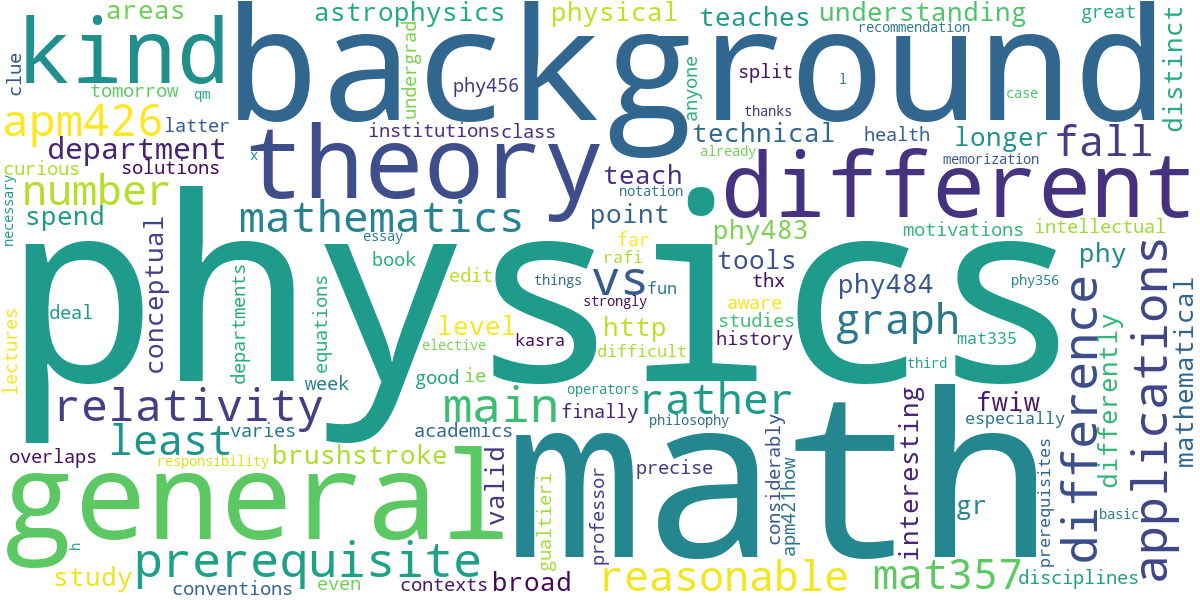 areas
astrophysics
physical
teaches
understanding
great
recommendation
kind
background
clue
undergrad
phy456
split
l
case
anyone
distinct
tomorrow
qm
thanks
apm426
latter
institutionsclass
technical
health
longer
fall
department
x
theory
already
memorization
curious
solutions
teach
notation
different
necessary
number
spend
mathematics
point
phy483
motivations
intellectual
essay
far
rafi
physics
conceptual
departments
equations
book
edit
things
vs
fun
strongly
tools
thx
phy484
phy
phy356
deal
level
http
aware
studies
graph
mat335
applications
mathematical
lectures
elective
kasra
difficult
history
third
difference
differently
week
good
ie
operators
relativity
main
rather
finally
philosophy
fwiw
especially
least
varies
academics
interesting
overlaps
responsibility
brushstroke
valid
precise
considerably
prerequisites
general
math
professor
apm421how
gr
basic
h
gualtieri
prerequisite
study
conventions
even
contexts
broad
reasonable
mat357
disciplines